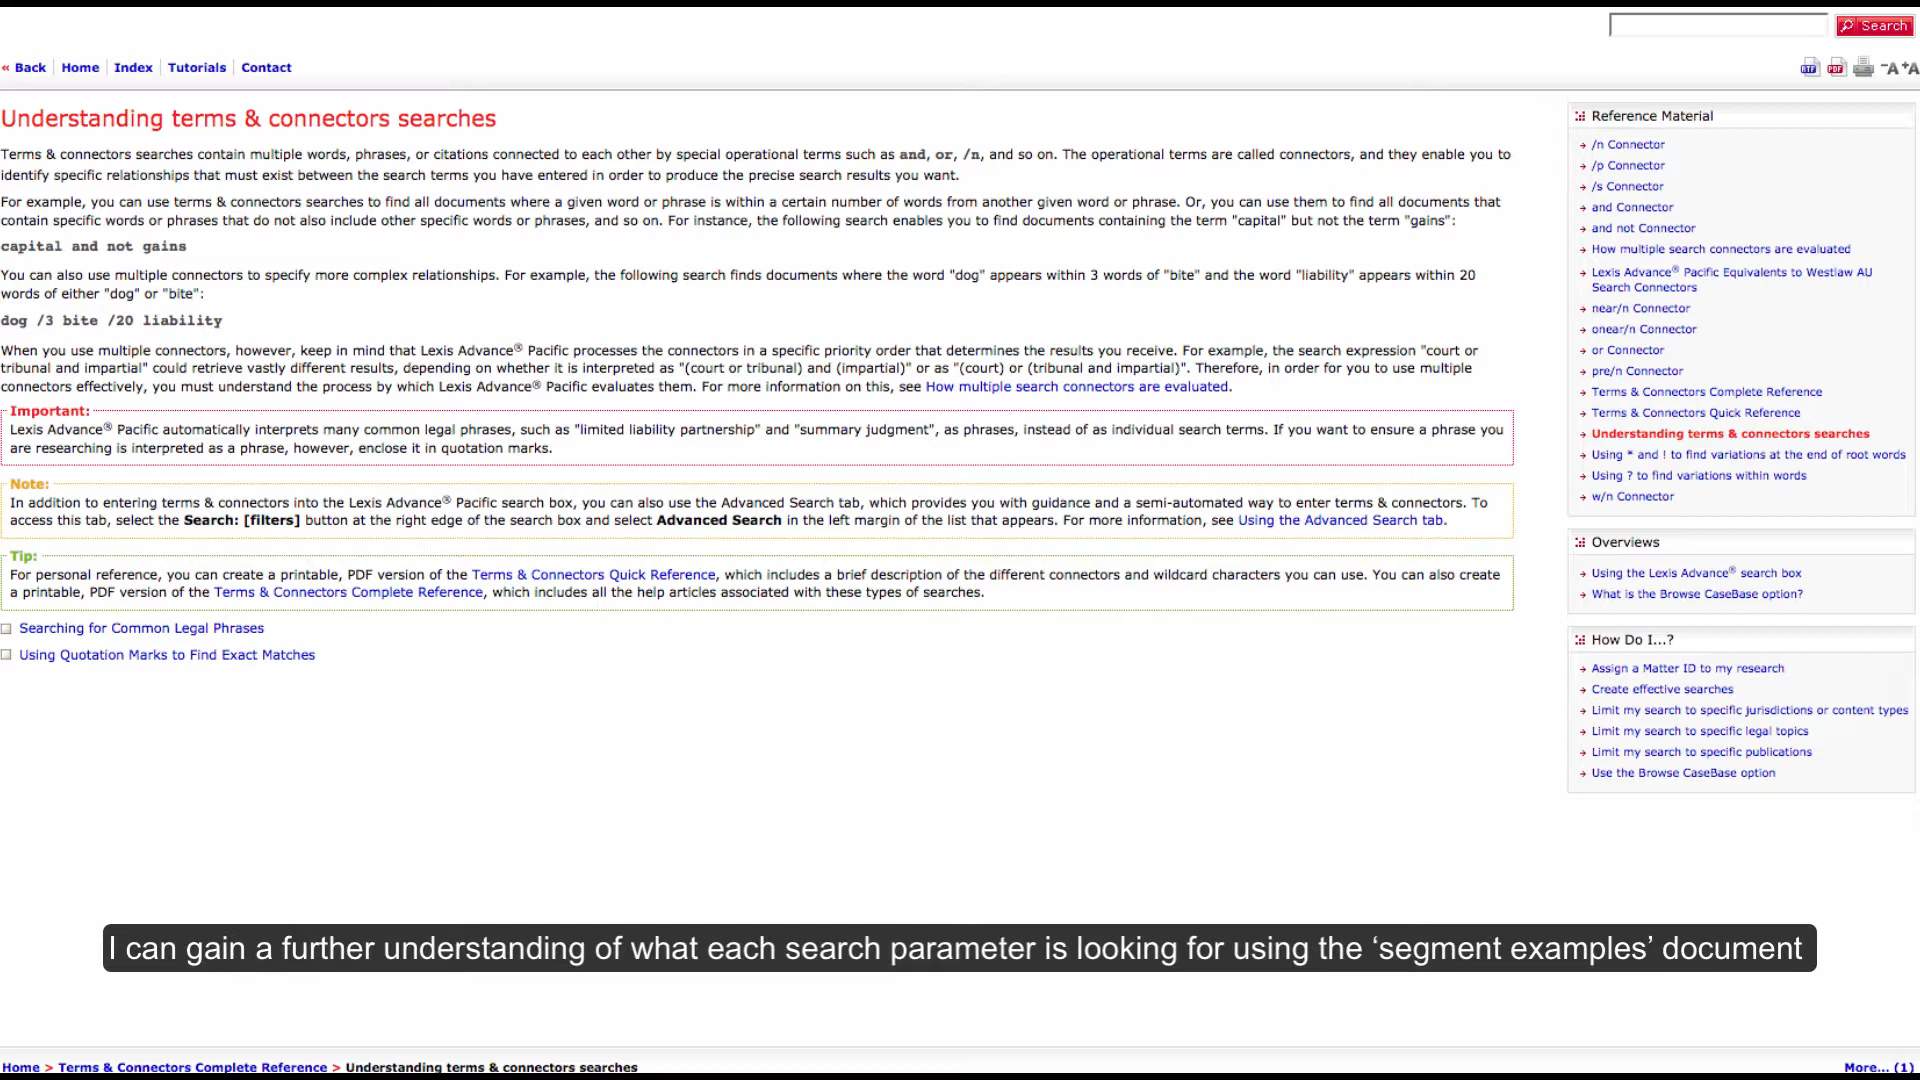 Search
« Back Home Index Tutorials Contact
RTF PDF -A +A
Understanding terms & connectors searches
Terms & connectors searches contain multiple words, phrases, or citations connected to each other by special operational terms such as and, or, /n, and so on. The operational terms are called connectors, and they enable you to
identify specific relationships that must exist between the search terms you have entered in order to produce the precise search results you want.
For example, you can use terms & connectors searches to find all documents where a given word or phrase is within a certain number of words from another given word or phrase. Or, you can use them to find all documents that
contain specific words or phrases that do not also include other specific words or phrases, and so on. For instance, the following search enables you to find documents containing the term "capital" but not the term "gains":
capital and not gains
You can also use multiple connectors to specify more complex relationships. For example, the following search finds documents where the word "dog" appears within 3 words of "bite" and the word "liability" appears within 20
words of either "dog" or "bite":
dog /3 bite /20 liability
When you use multiple connectors, however, keep in mind that Lexis Advance® Pacific processes the connectors in a specific priority order that determines the results you receive. For example, the search expression "court or
tribunal and impartial" could retrieve vastly different results, depending on whether it is interpreted as "(court or tribunal) and (impartial)" or as "(court) or (tribunal and impartial)". Therefore, in order for you to use multiple
connectors effectively, you must understand the process by which Lexis Advance® Pacific evaluates them. For more information on this, see How multiple search connectors are evaluated.
Important:
Lexis Advance® Pacific automatically interprets many common legal phrases, such as "limited liability partnership" and "summary judgment", as phrases, instead of as individual search terms. If you want to ensure a phrase you
are researching is interpreted as a phrase, however, enclose it in quotation marks.
Note:
In addition to entering terms & connectors into the Lexis Advance® Pacific search box, you can also use the Advanced Search tab, which provides you with guidance and a semi-automated way to enter terms & connectors. To
access this tab, select the Search: [filters] button at the right edge of the search box and select Advanced Search in the left margin of the list that appears. For more information, see Using the Advanced Search tab.
Tip:
For personal reference, you can create a printable, PDF version of the Terms & Connectors Quick Reference, which includes a brief description of the different connectors and wildcard characters you can use. You can also create
a printable, PDF version of the Terms & Connectors Complete Reference, which includes all the help articles associated with these types of searches.
Searching for Common Legal Phrases
Using Quotation Marks to Find Exact Matches
Reference Material
/n Connector
/p Connector
/s Connector
and Connector
and not Connector
How multiple search connectors are evaluated
Lexis Advance® Pacific Equivalents to Westlaw AU
Search Connectors
near/n Connector
onear/n Connector
or Connector
pre/n Connector
Terms & Connectors Complete Reference
Terms & Connectors Quick Reference
Understanding terms & connectors searches
Using * and ! to find variations at the end of root words
Using ? to find variations within words
w/n Connector
Overviews
Using the Lexis Advance® search box
What is the Browse CaseBase option?
How Do I...?
Assign a Matter ID to my research
Create effective searches
Limit my search to specific jurisdictions or content types
Limit my search to specific legal topics
Limit my search to specific publications
Use the Browse CaseBase option
I can gain a further understanding of what each search parameter is looking for using the ‘segment examples’ document
Home > Terms & Connectors Complete Reference > Understanding terms & connectors searches
More... (1)